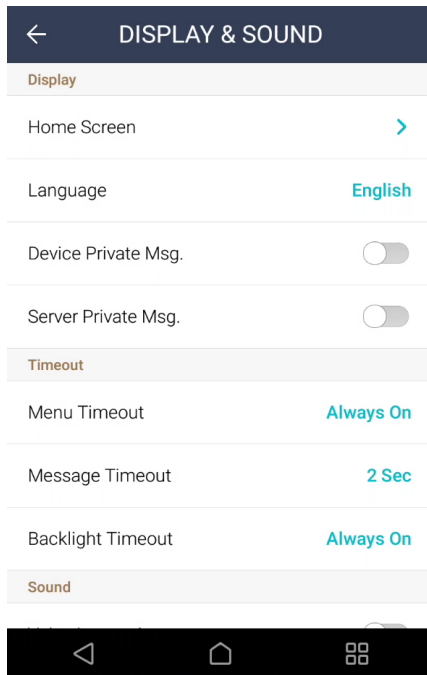 DISPLAY & SOUND
Display
Home Screen
Language English
Device Private Msg.
Server Private Msg.
Timeout
Menu Timeout Always On
Message Timeout 2 Sec
Backlight Timeout Always On
Sound